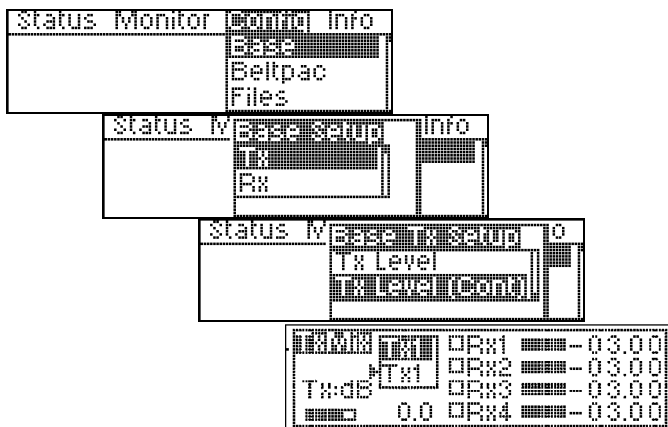 Status Monitor Config Info
Base
Beltpac
Files
Status M Base Setup Info
Tx
Rx
Status M Base Tx Setup o
Tx Level
Tx Level (Cont)
TxMix Tx1 Rx1 -03.00
Tx1 Rx2 -03.00
Tx:dB Rx3 -03.00
0.0 Rx4 -03.00